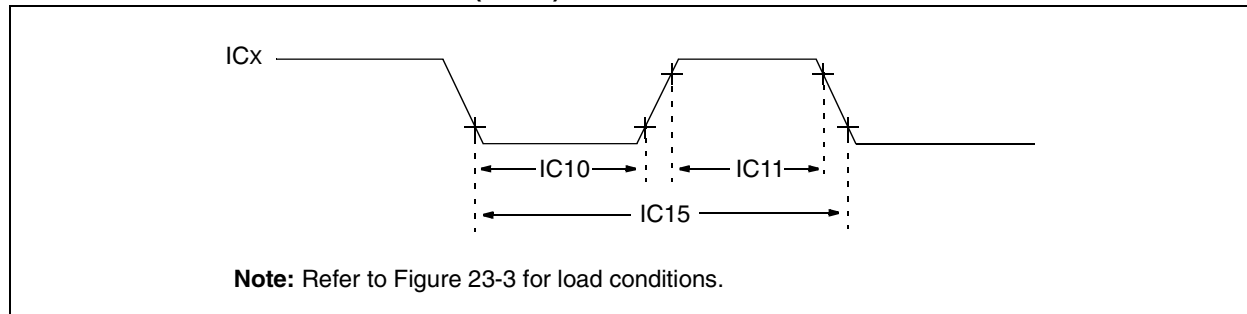 ICx
IC10
IC11
IC15
Note: Refer to Figure 23-3 for load conditions.